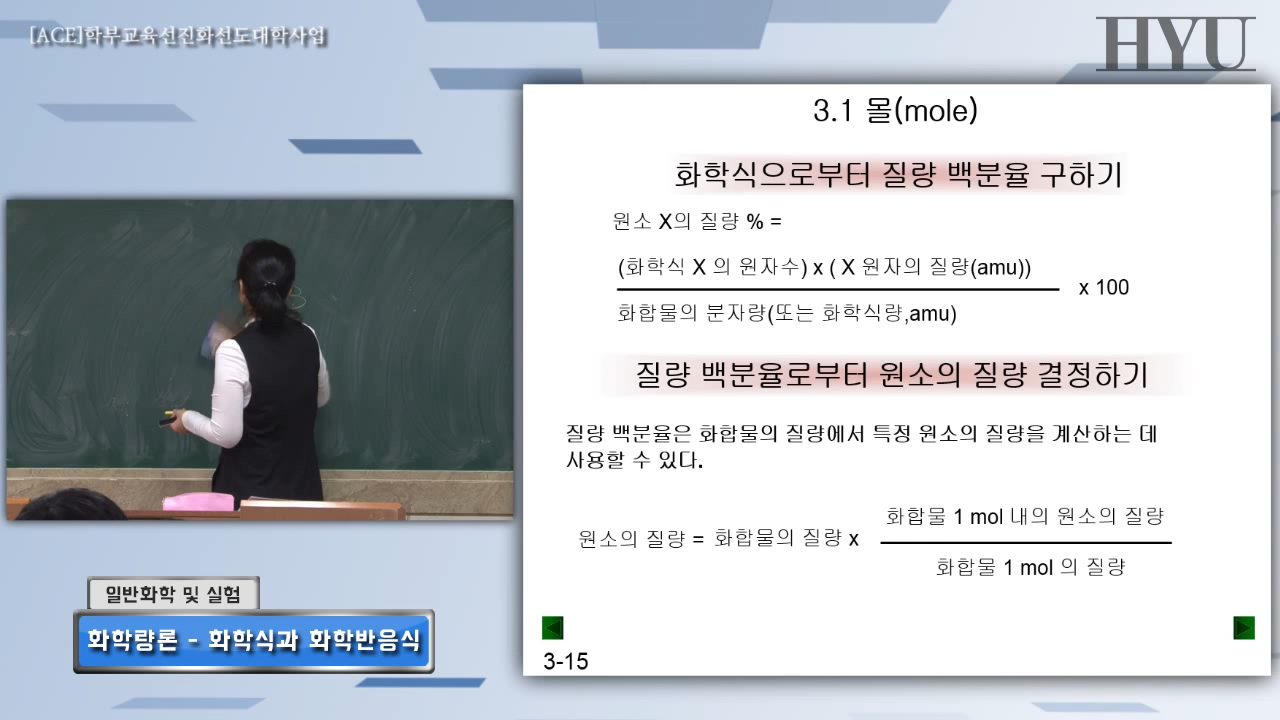 [ACE]학부교육선진화선도대학사업
HYU
3.1 몰(mole)
화학식으로부터 질량 백분율 구하기
원소 X의 질량 % =
(화학식 X 의 원자수) x ( X 원자의 질량(amu))
x 100
화합물의 분자량(또는 화학식량,amu)
질량 백분율로부터 원소의 질량 결정하기
질량 백분율은 화합물의 질량에서 특정 원소의 질량을 계산하는 데
사용할 수 있다.
화합물 1 mol 내의 원소의 질량
원소의 질량 = 화합물의 질량 x
화합물 1 mol 의 질량
3-15
일반화학 및 실험
화학량론 - 화학식과 화학반응식